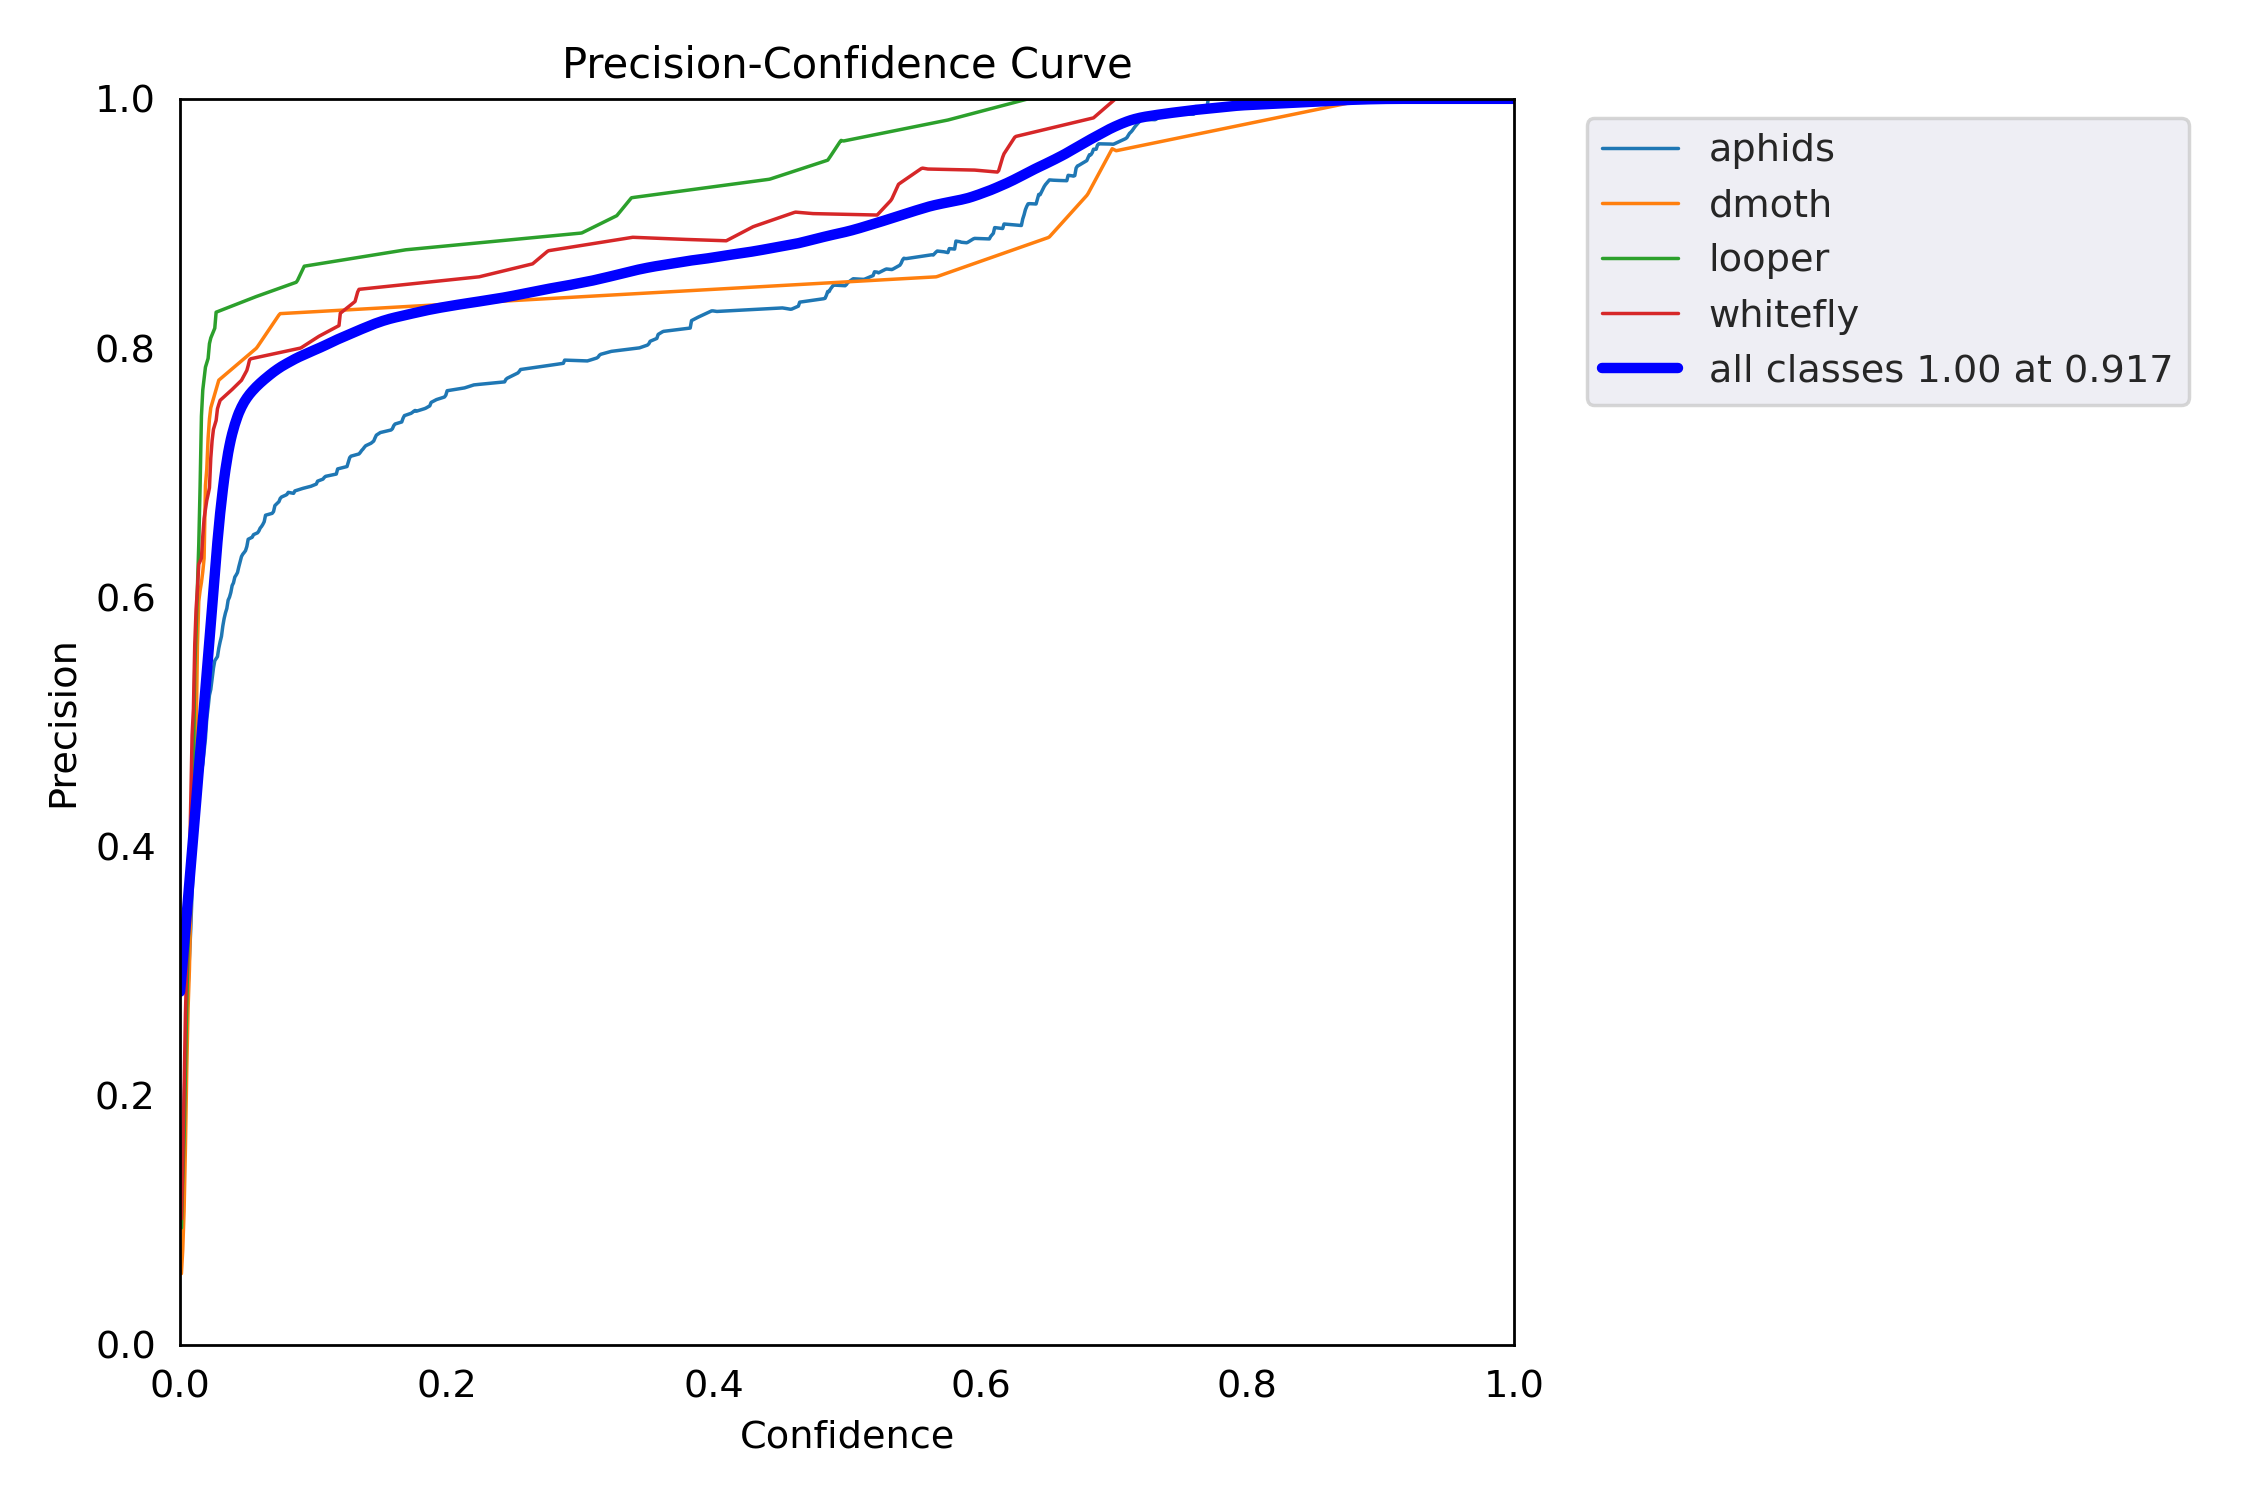 Precision-Confidence Curve
1.0
0.8
0.6
0.4
0.2
0.0
Precision
0.0 0.2 0.4 0.6 0.8 1.0
Confidence
aphids
dmoth
looper
whitefly
all classes 1.00 at 0.917